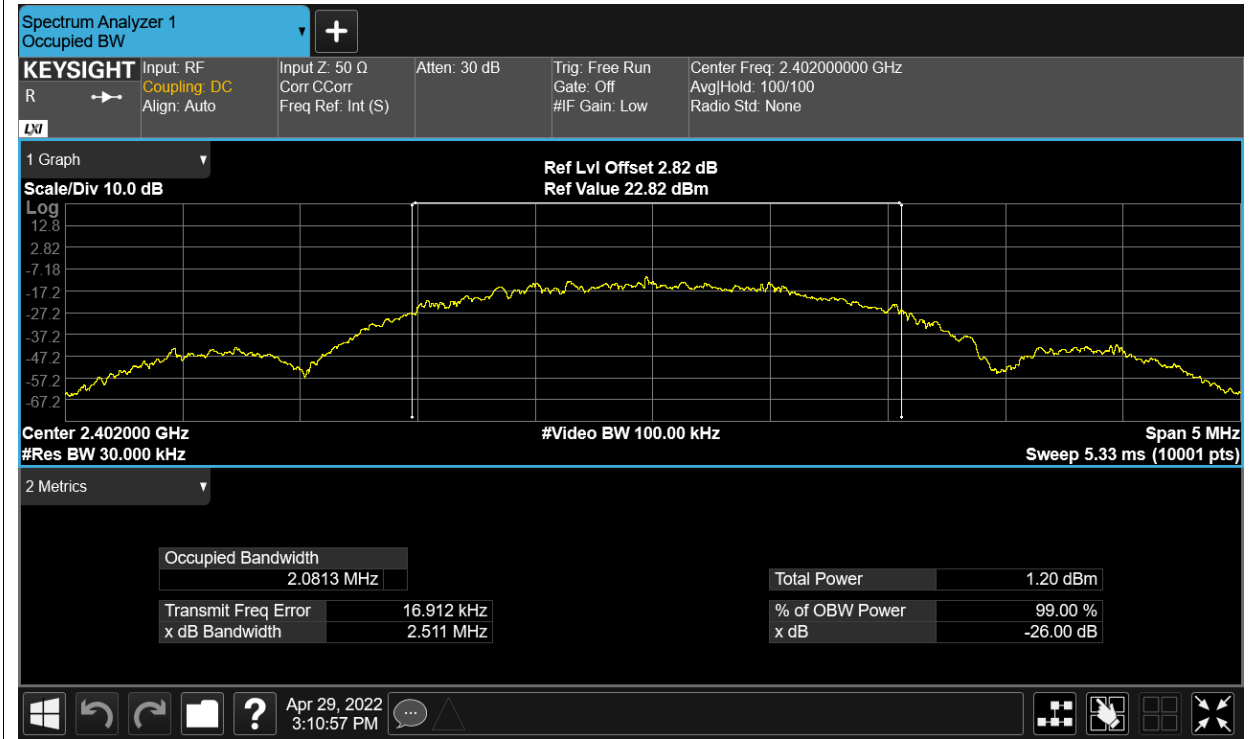 Spectrum Analyzer 1
Occupied BW
KEYSIGHT
R
LXI
Input: RF
Coupling: DC
Align: Auto
Input Z: 50 Ω
Corr CCorr
Freq Ref: Int (S)
Atten: 30 dB
Trig: Free Run
Gate: Off
#IF Gain: Low
Center Freq: 2.402000000 GHz
Avg|Hold: 100/100
Radio Std: None
1 Graph
Scale/Div 10.0 dB
Ref Lvl Offset 2.82 dB
Ref Value 22.82 dBm
Log
12.8
2.82
-7.18
-17.2
-27.2
-37.2
-47.2
-57.2
-67.2
Center 2.402000 GHz
#Video BW 100.00 kHz
Span 5 MHz
#Res BW 30.000 kHz
Sweep 5.33 ms (10001 pts)
2 Metrics
Occupied Bandwidth
2.0813 MHz
Total Power 1.20 dBm
Transmit Freq Error 16.912 kHz
% of OBW Power 99.00 %
x dB Bandwidth 2.511 MHz
x dB -26.00 dB
?
Apr 29, 2022
3:10:57 PM